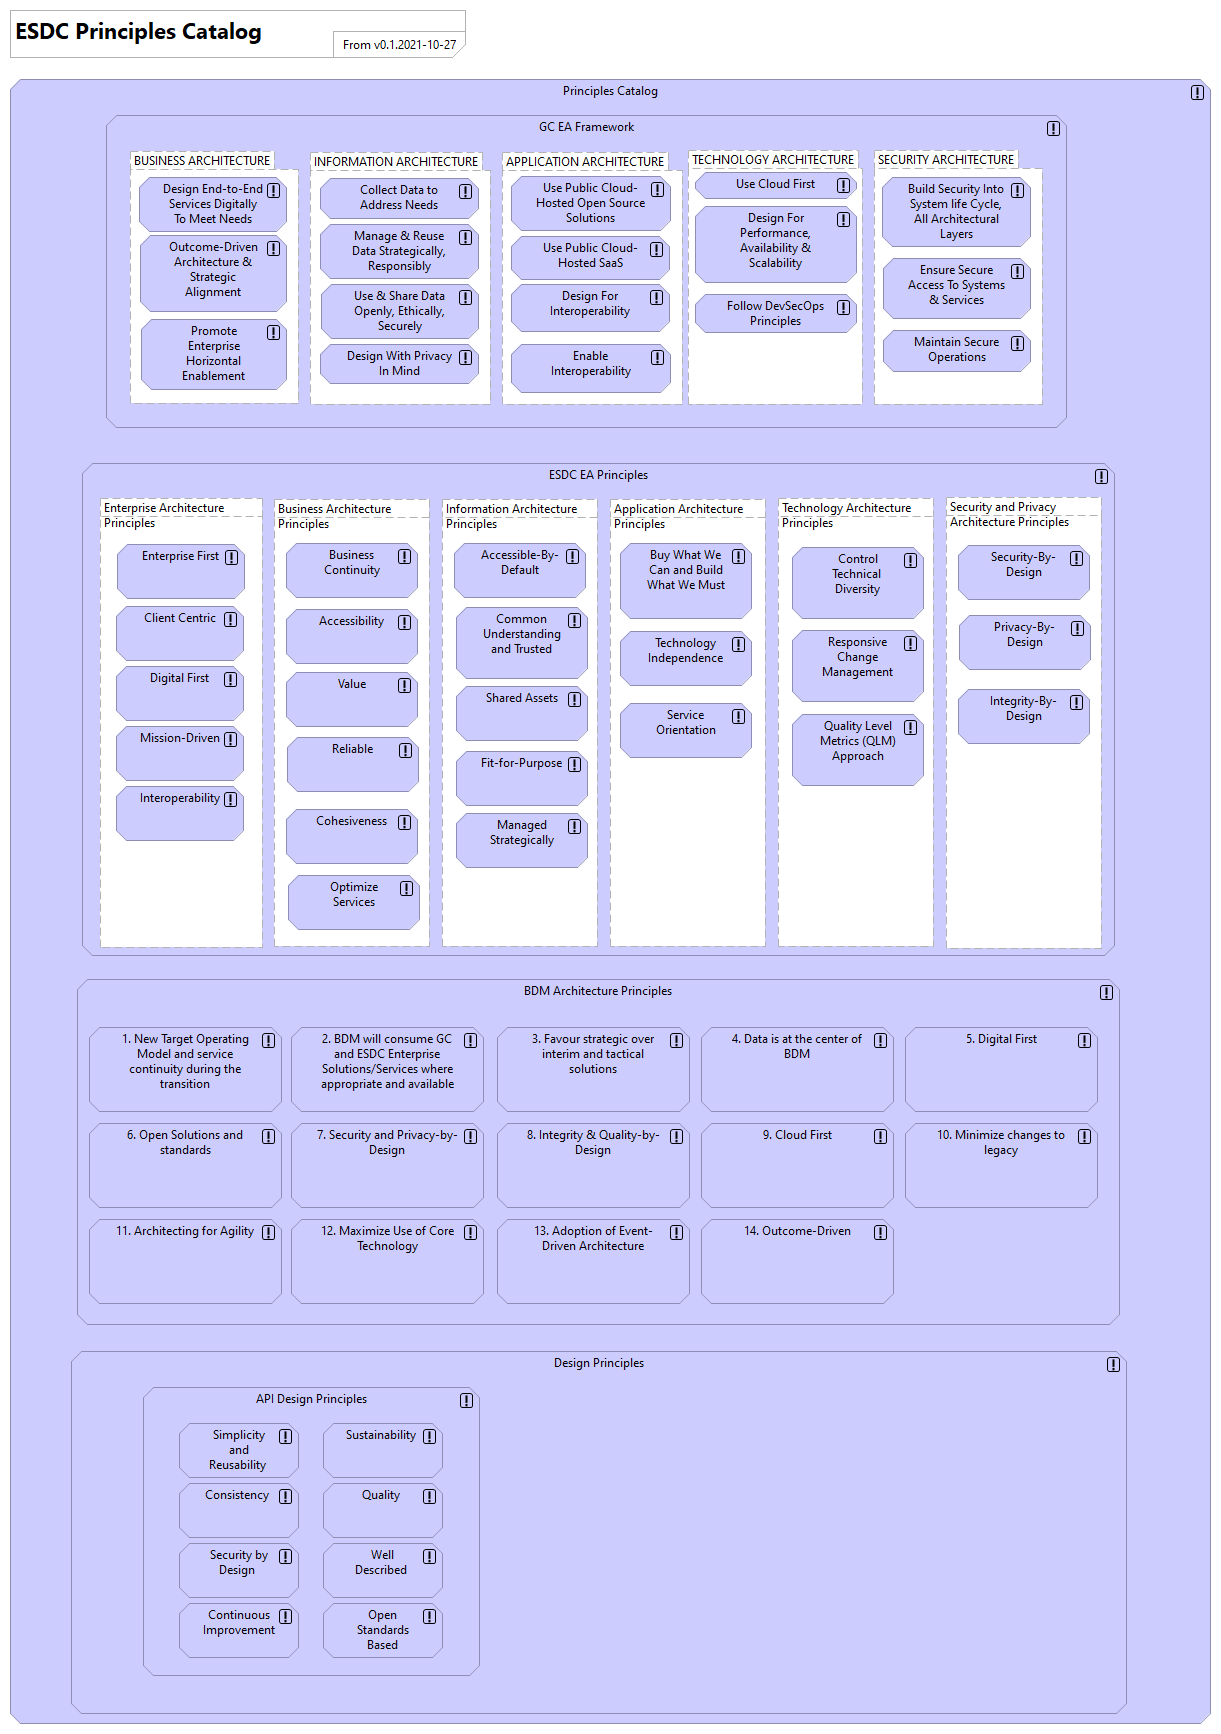 ESDC Principles Catalog
From v0.1.2021-10-27
Principles Catalog
GC EA Framework
BUSINESS ARCHITECTURE
Design End-to-End
Services Digitally
To Meet Needs
Outcome-Driven
Architecture &
Strategic
Alignment
Promote
Enterprise
Horizontal
Enablement
INFORMATION ARCHITECTURE
Collect Data to
Address Needs
Manage & Reuse
Data Strategically,
Responsibly
Use & Share Data
Openly, Ethically,
Securely
Design With Privacy
In Mind
APPLICATION ARCHITECTURE
Use Public Cloud-
Hosted Open Source
Solutions
Use Public Cloud-
Hosted SaaS
Design For
Interoperability
Enable
Interoperability
TECHNOLOGY ARCHITECTURE
Use Cloud First
Design For
Performance,
Availability &
Scalability
Follow DevSecOps
Principles
SECURITY ARCHITECTURE
Build Security Into
System life Cycle,
All Architectural
Layers
Ensure Secure
Access To Systems
& Services
Maintain Secure
Operations
ESDC EA Principles
Enterprise Architecture
Principles
Enterprise First
Client Centric
Digital First
Mission-Driven
Interoperability
Business Architecture
Principles
Business
Continuity
Accessibility
Value
Reliable
Cohesiveness
Optimize
Services
Information Architecture
Principles
Accessible-By-
Default
Common
Understanding
and Trusted
Shared Assets
Fit-for-Purpose
Managed
Strategically
Application Architecture
Principles
Buy What We
Can and Build
What We Must
Technology
Independence
Service
Orientation
Technology Architecture
Principles
Control
Technical
Diversity
Responsive
Change
Management
Quality Level
Metrics (QLM)
Approach
Security and Privacy
Architecture Principles
Security-By-
Design
Privacy-By-
Design
Integrity-By-
Design
BDM Architecture Principles
1. New Target Operating
Model and service
continuity during the
transition
2. BDM will consume GC
and ESDC Enterprise
Solutions/Services where
appropriate and available
3. Favour strategic over
interim and tactical
solutions
4. Data is at the center of
BDM
5. Digital First
6. Open Solutions and
standards
7. Security and Privacy-by-
Design
8. Integrity & Quality-by-
Design
9. Cloud First
10. Minimize changes to
legacy
11. Architecting for Agility
12. Maximize Use of Core
Technology
13. Adoption of Event-
Driven Architecture
14. Outcome-Driven
Design Principles
API Design Principles
Simplicity
and
Reusability
Sustainability
Consistency
Quality
Security by
Design
Well
Described
Continuous
Improvement
Open
Standards
Based